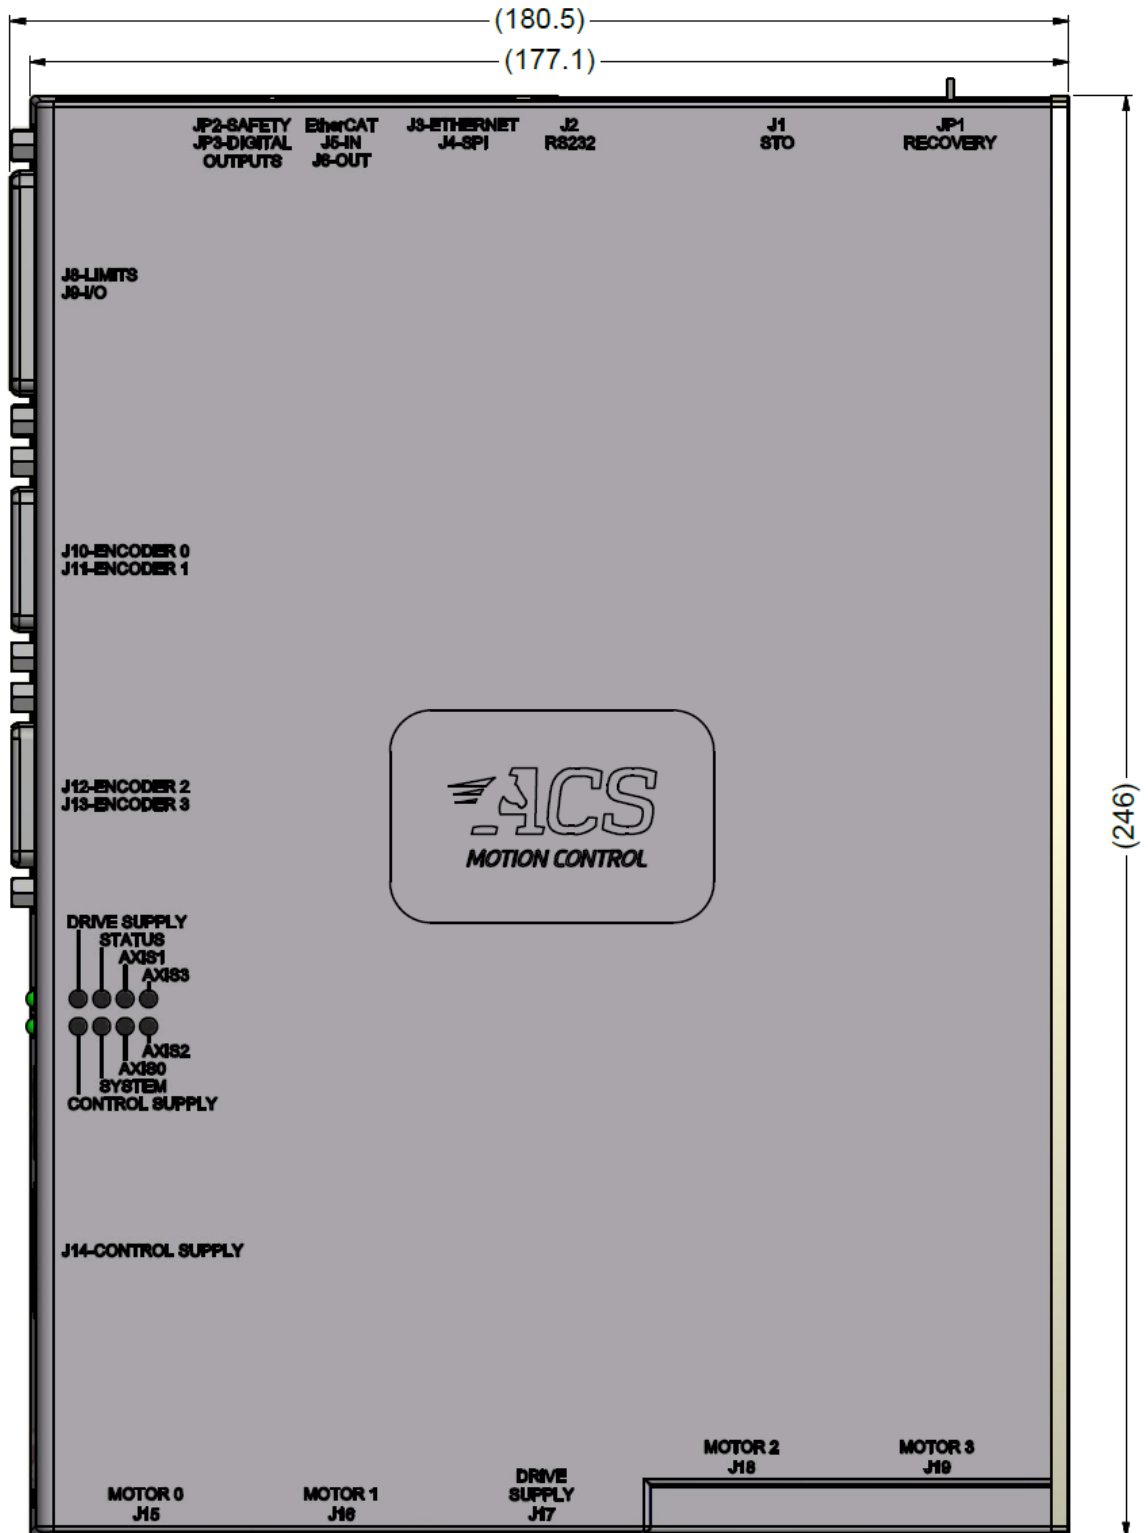 (180.5)
(177.1)
JP2-SAFETY
JP3-DIGITAL
OUTPUTS
EtherCAT
J5-IN
J6-OUT
J3-ETHERNET
J4-SPI
J2
RS232
J1
STO
JP1
RECOVERY
J8-LIMITS
J9-I/O
J10-ENCODER 0
J11-ENCODER 1
J12-ENCODER 2
J13-ENCODER 3
ACS
MOTION CONTROL
(246)
DRIVE SUPPLY
STATUS
AXIS1
AXIS3
AXIS2
AXIS0
SYSTEM
CONTROL SUPPLY
J14-CONTROL SUPPLY
MOTOR 0
J15
MOTOR 1
J16
DRIVE
SUPPLY
J17
MOTOR 2
J18
MOTOR 3
J19